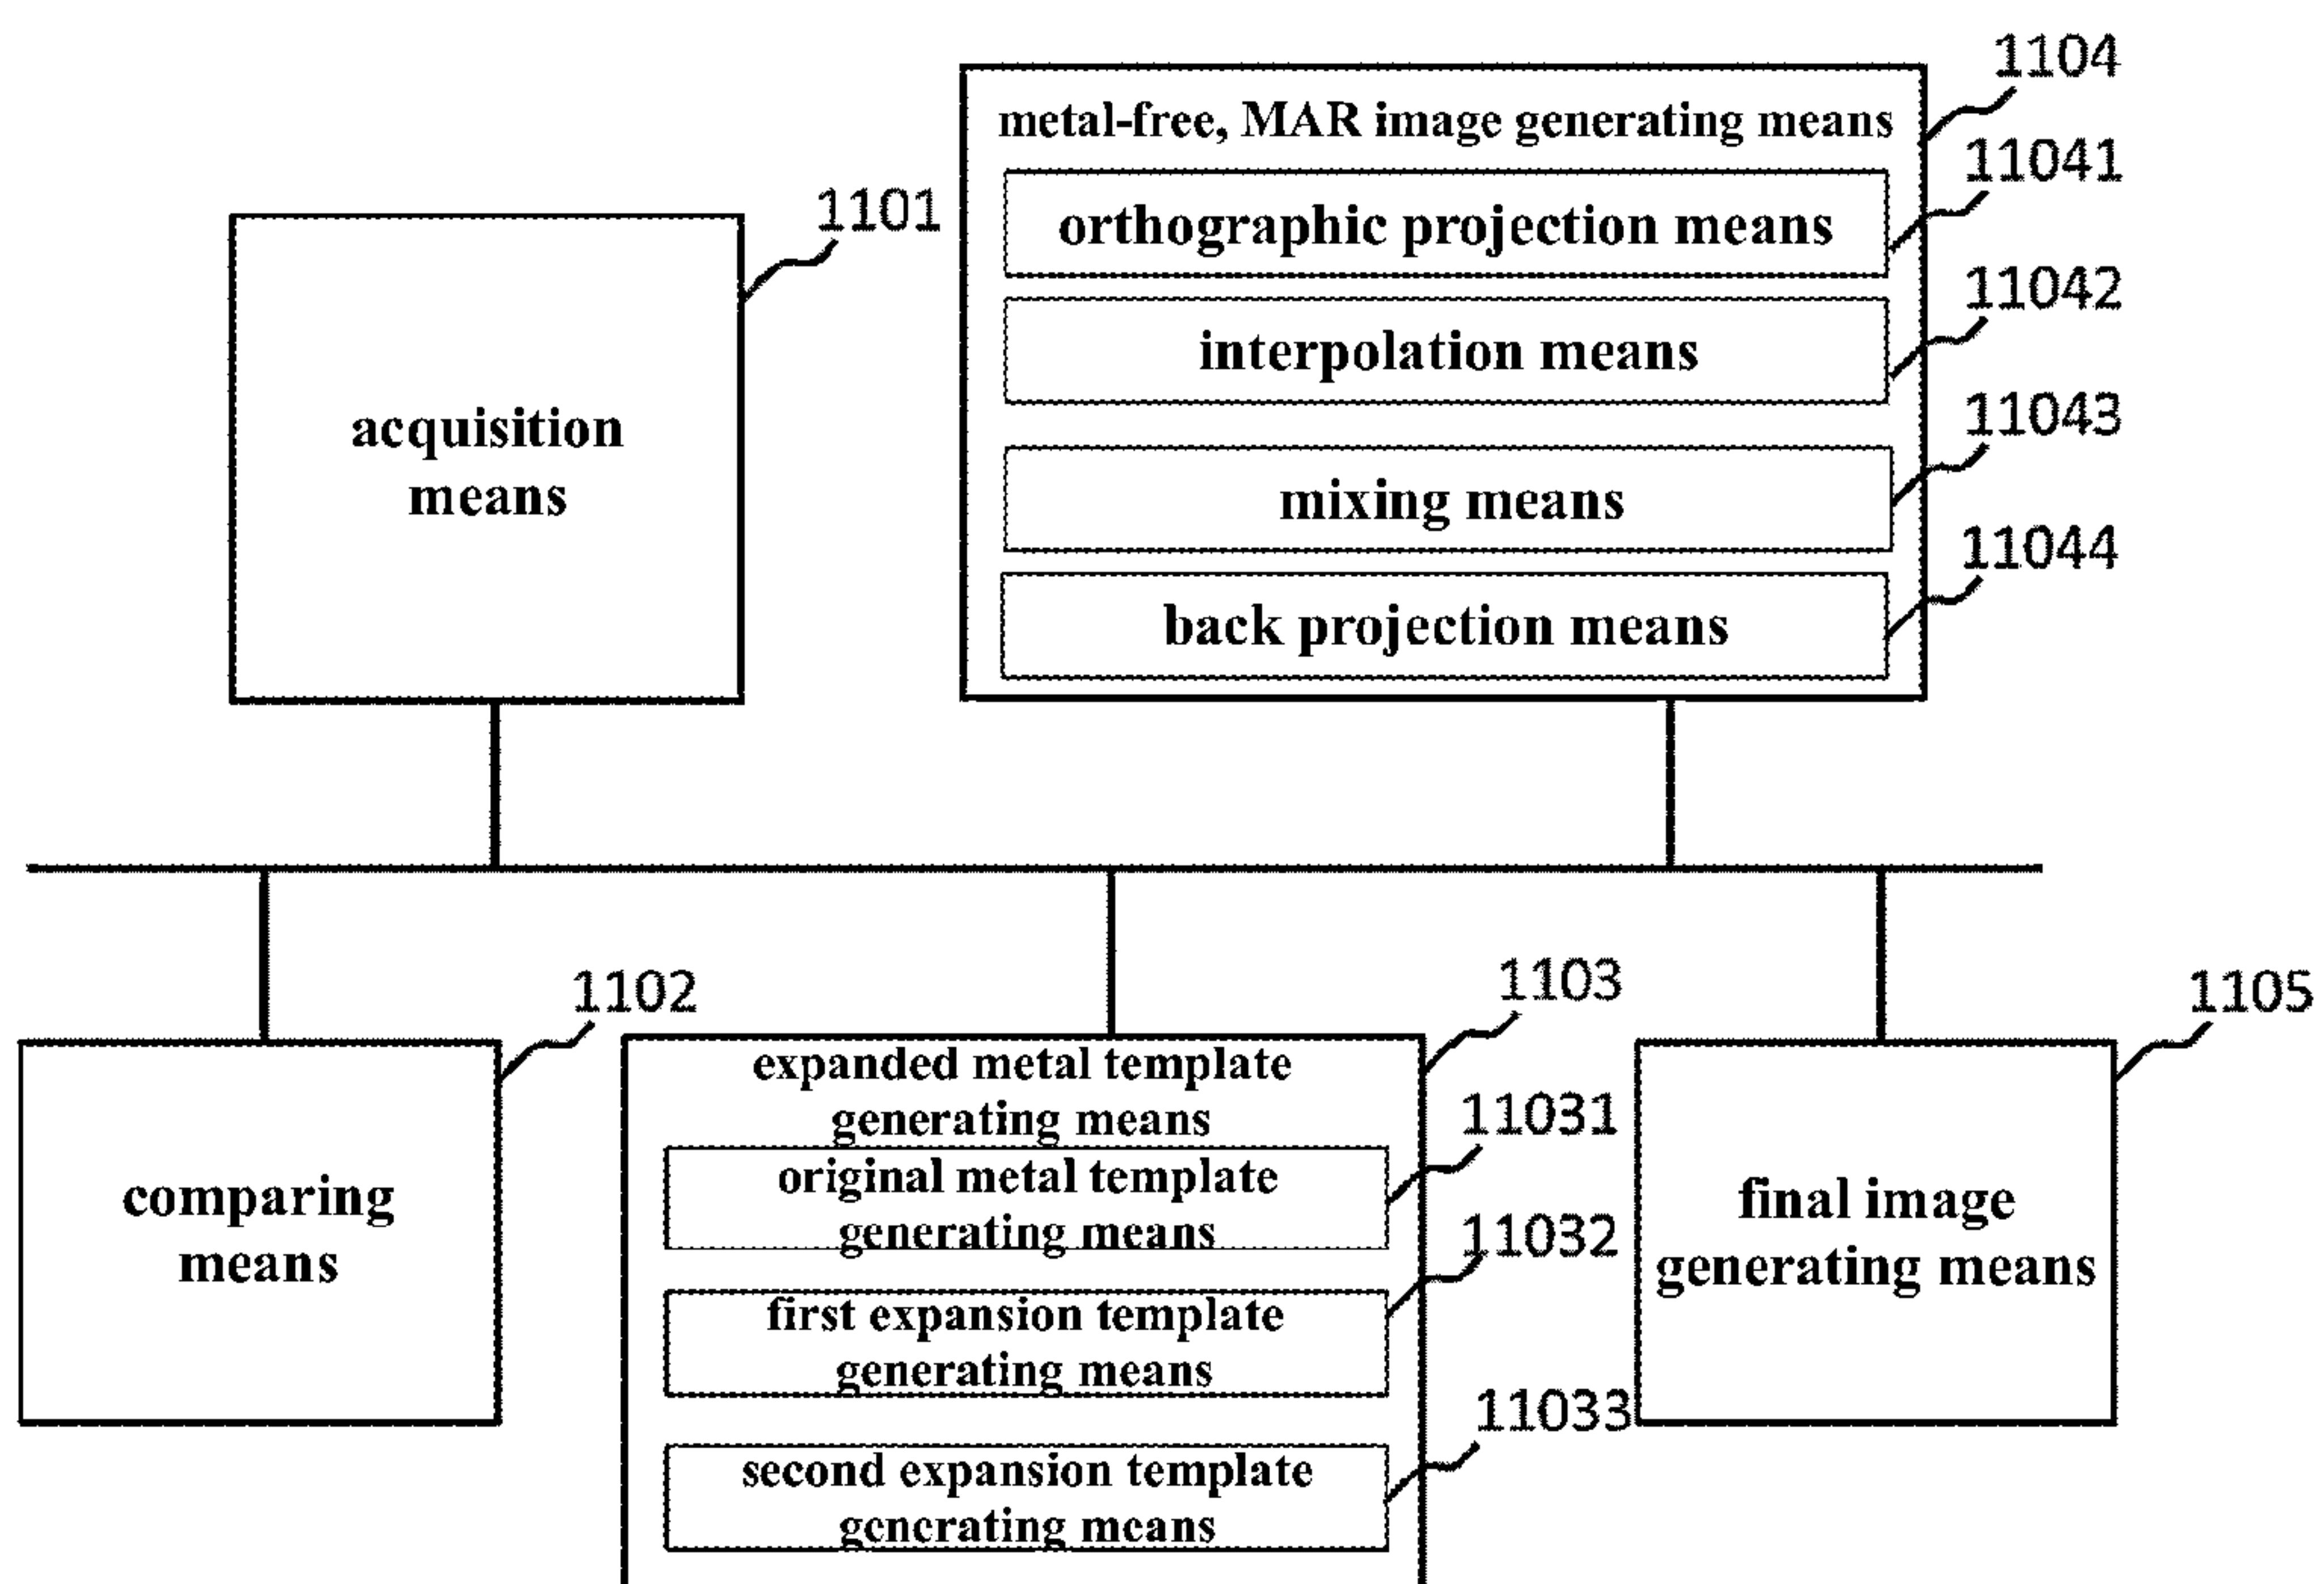 1104
metal-free, MAR image generating means
11041
orthographic projection means
1101
11042
interpolation means
acquisition
means
11043
mixing means
11044
back projection means
1102
1103
1105
expanded metal template
generating means
11031
original metal template
generating means
comparing
means
11032
first expansion template
generating means
final image
generating means
11033
second expansion template
generating means